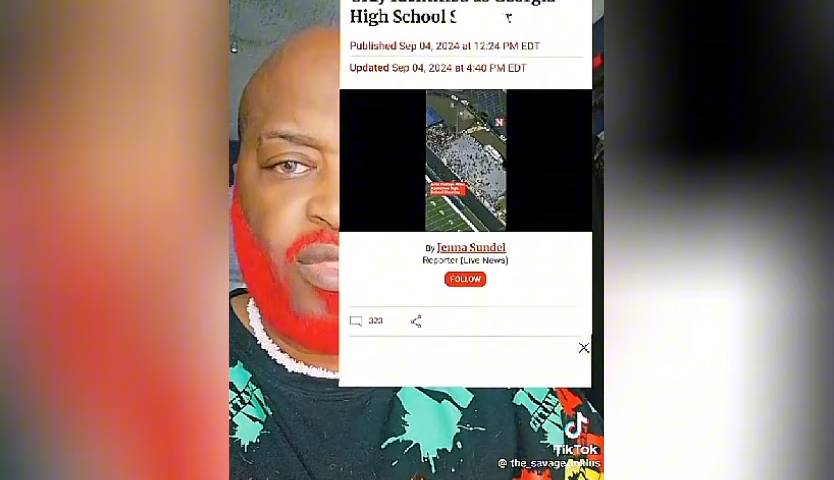 High School S
Published Sep 04, 2024 at 12:24 PM EDT
Updated Sep 04, 2024 at 4:40 PM EDT
By Jenna Sundel
Reporter (Live News)
FOLLOW
323
TikTok